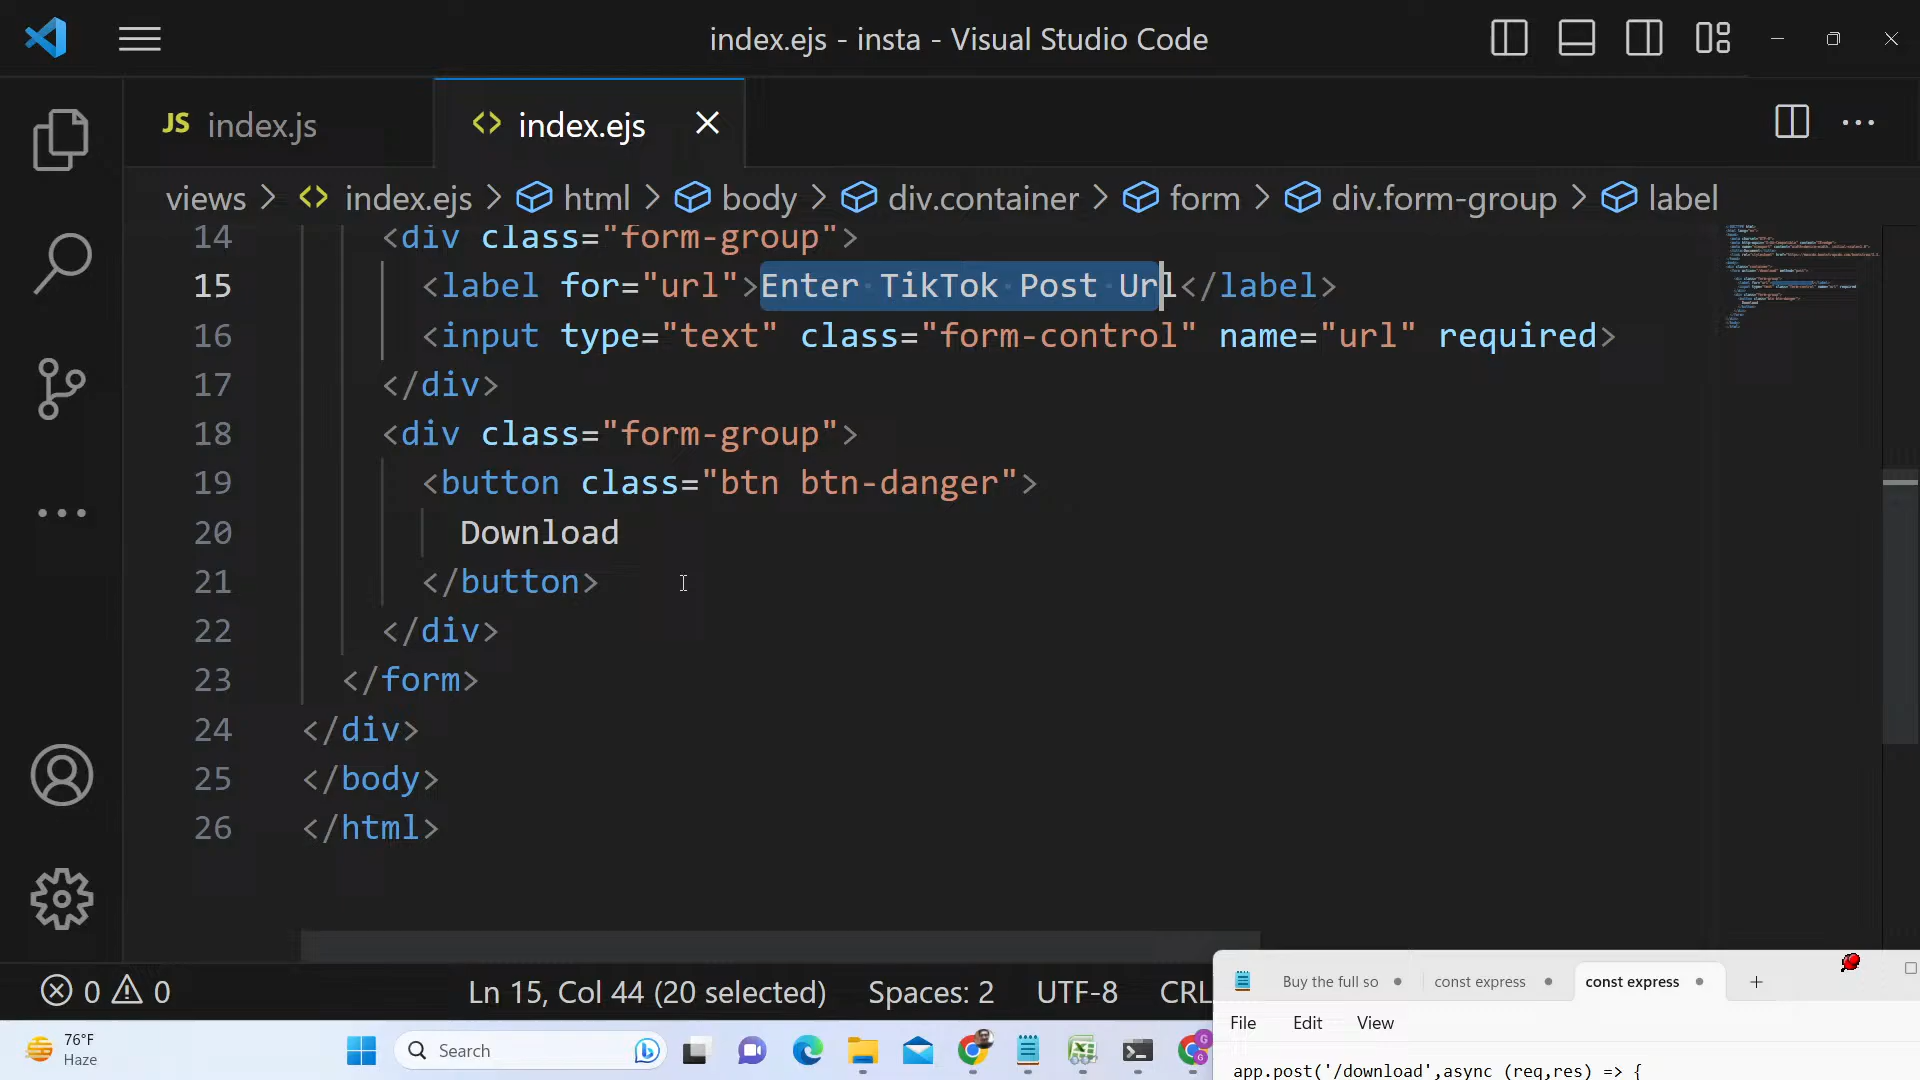 index.ejs - insta - Visual Studio Code
JS index.js
<> index.ejs
views > <> index.ejs > html > body > div.container > form > div.form-group > label
14 <div class="form-group">
15 <label for="url">Enter TikTok Post Url</label>
16 <input type="text" class="form-control" name="url" required>
17 </div>
18 <div class="form-group">
19 <button class="btn btn-danger">
20 Download
21 </button>
22 </div>
23 </form>
24 </div>
25 </body>
26 </html>
0 0 Ln 15, Col 44 (20 selected) Spaces: 2 UTF-8 CRL
Buy the full so const express const express
File Edit View
app.post('/download',async (req,res) => {
76°F
Haze
Search